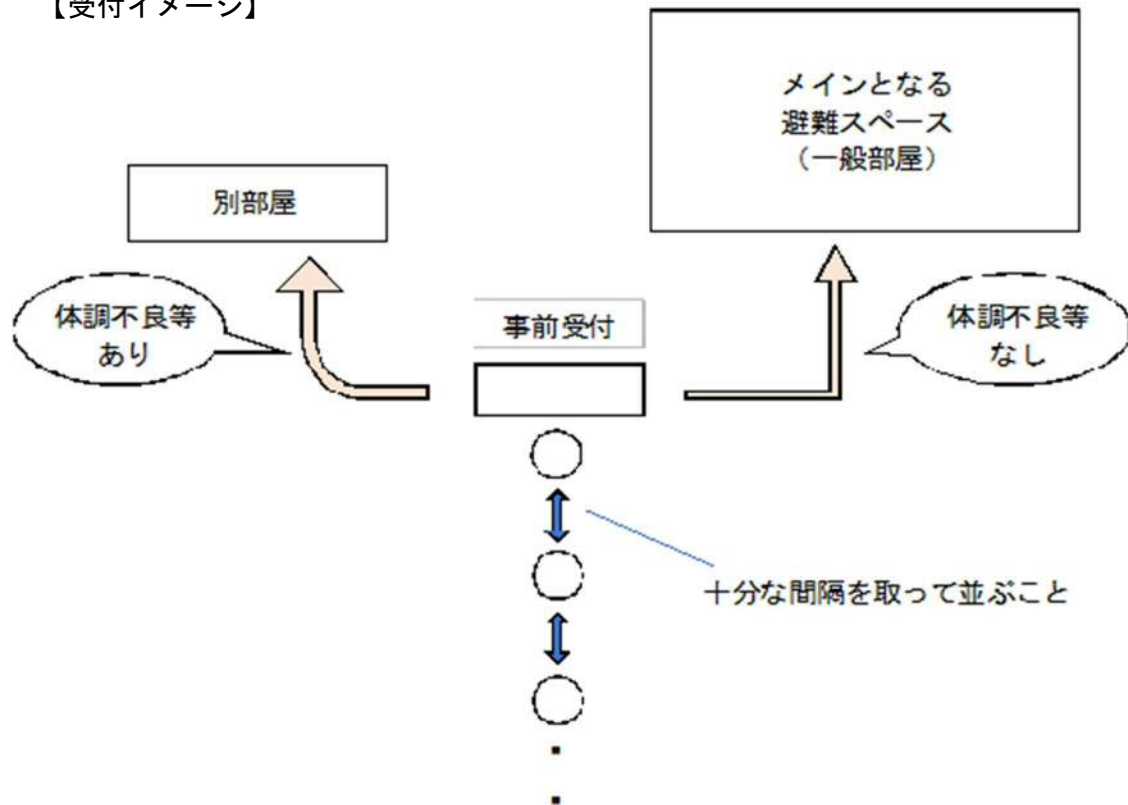 【受付イメージ】
メインとなる
避難スペース
（一般部屋）
別部屋
体調不良等
あり
事前受付
体調不良等
なし
十分な間隔を取って並ぶこと